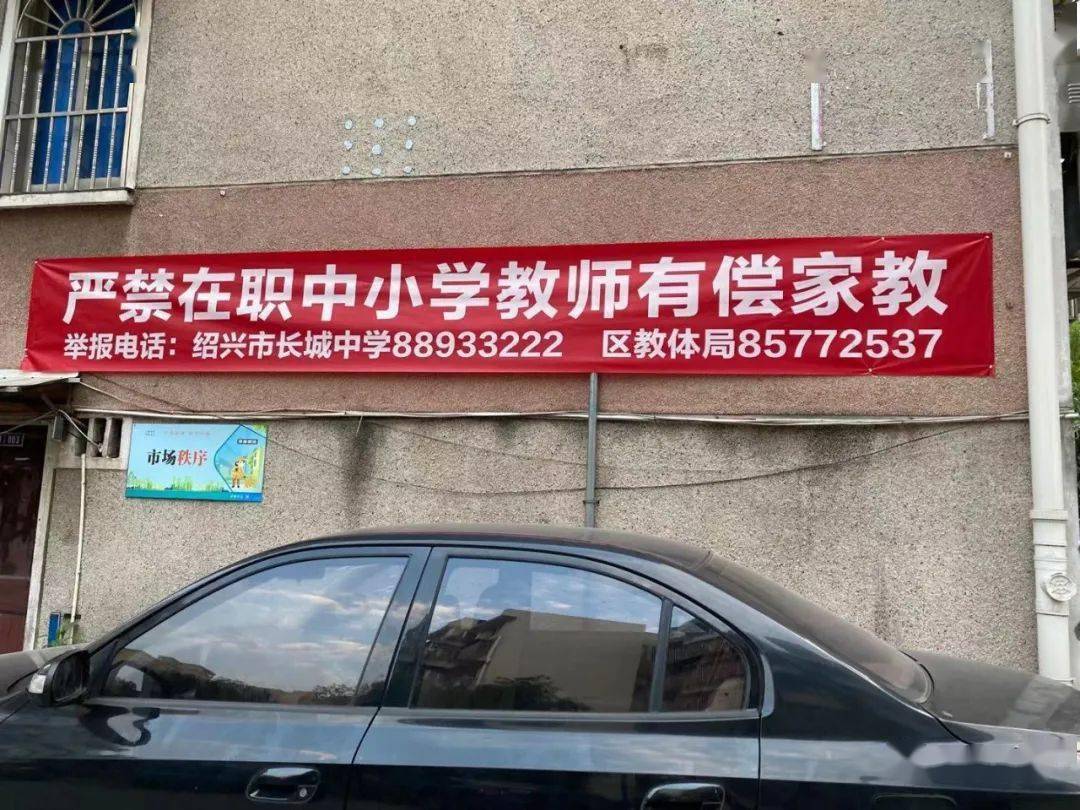 严禁在职中小学教师有偿家教
举报电话：绍兴市长城中学88933222 区教体局85772537
市场秩序